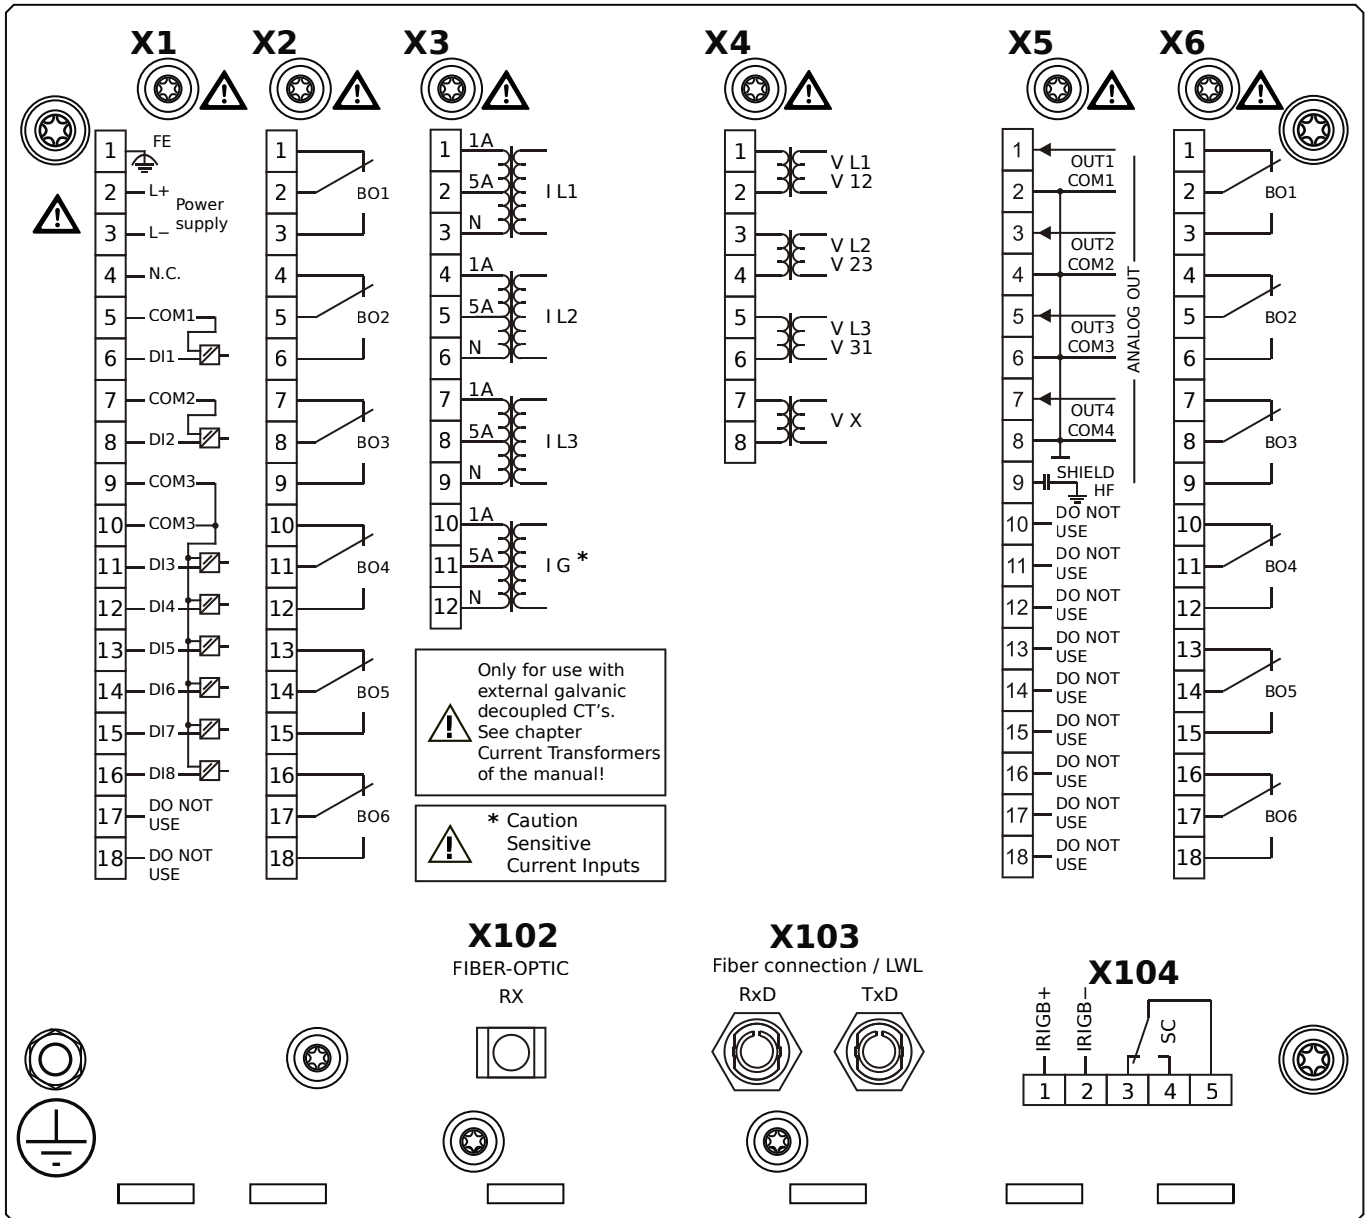 X1
X2
X3
X4
X5
X6
1 FE
2 L+
Power
supply
3 L−
4 N.C.
5 COM1
6 DI1
7 COM2
8 DI2
9 COM3
10 COM3
11 DI3
12 DI4
13 DI5
14 DI6
15 DI7
16 DI8
17 DO NOT
USE
18 DO NOT
USE
1
2 BO1
3
4
5 BO2
6
7
8 BO3
9
10
11 BO4
12
13
14 BO5
15
16
17 BO6
18
1 1A
2 5A I L1
3 N
4 1A
5 5A I L2
6 N
7 1A
8 5A I L3
9 N
10 1A
11 5A I G *
12 N
Only for use with
external galvanic
decoupled CT's.
See chapter
Current Transformers
of the manual!
* Caution
Sensitive
Current Inputs
1 V L1
2 V 12
3 V L2
4 V 23
5 V L3
6 V 31
7 V X
8
1 OUT1
2 COM1
3 OUT2
4 COM2
5 OUT3
6 COM3
7 OUT4
8 COM4
ANALOG OUT
9 SHIELD
HF
10 DO NOT
USE
11 DO NOT
USE
12 DO NOT
USE
13 DO NOT
USE
14 DO NOT
USE
15 DO NOT
USE
16 DO NOT
USE
17 DO NOT
USE
18 DO NOT
USE
1
2 BO1
3
4
5 BO2
6
7
8 BO3
9
10
11 BO4
12
13
14 BO5
15
16
17 BO6
18
X102
FIBER-OPTIC
RX
X103
Fiber connection / LWL
RxD TxD
X104
IRIGB+
IRIGB−
SC
1 2 3 4 5